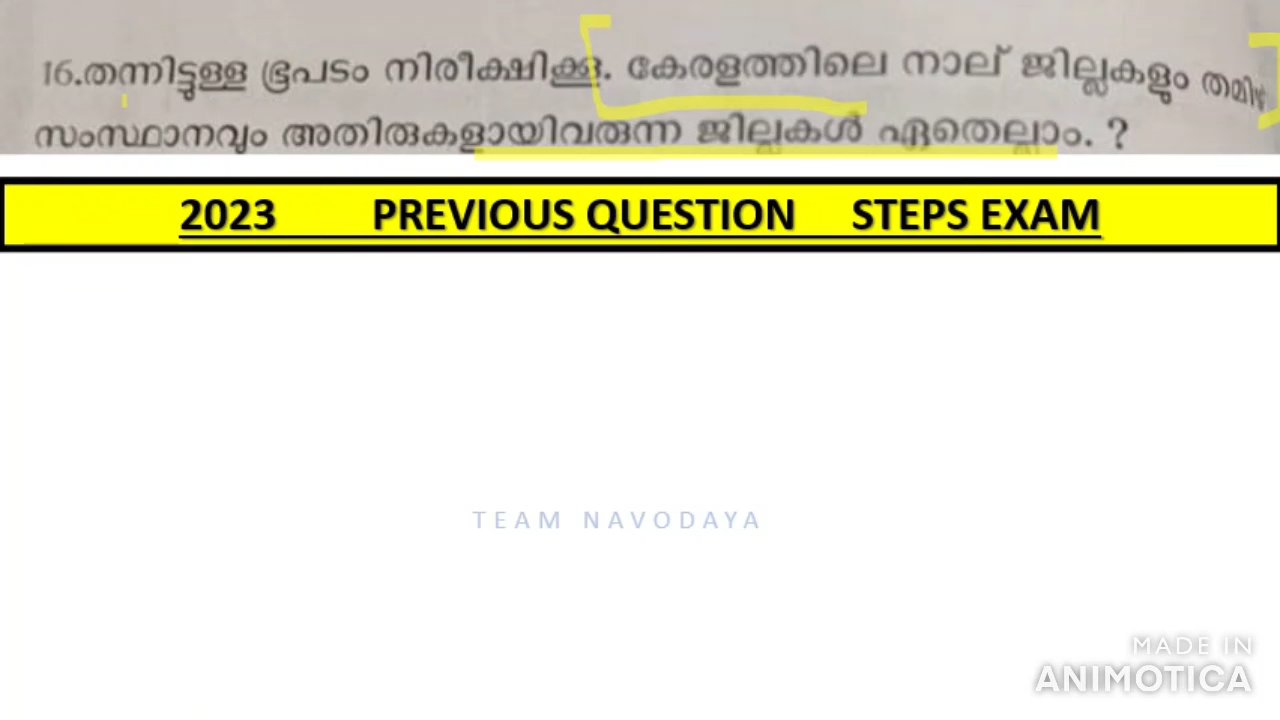 16.തന്നിട്ടുള്ള ഭൂപടം നിരീക്ഷിക്കൂ. കേരളത്തിലെ നാല് ജില്ലകളും തമിഴ്
സംസ്ഥാനവും അതിരുകളായിവരുന്ന ജില്ലകൾ ഏതെല്ലാം. ?
2023 PREVIOUS QUESTION STEPS EXAM
TEAM NAVODAYA
MADE IN
ANIMOTICA